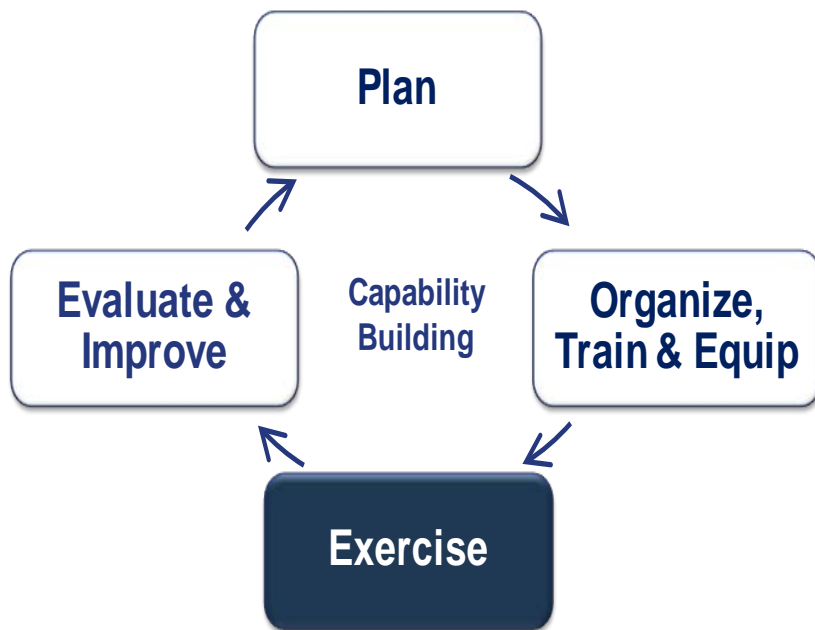 Plan
Evaluate &
Improve
Capability
Building
Organize,
Train & Equip
Exercise